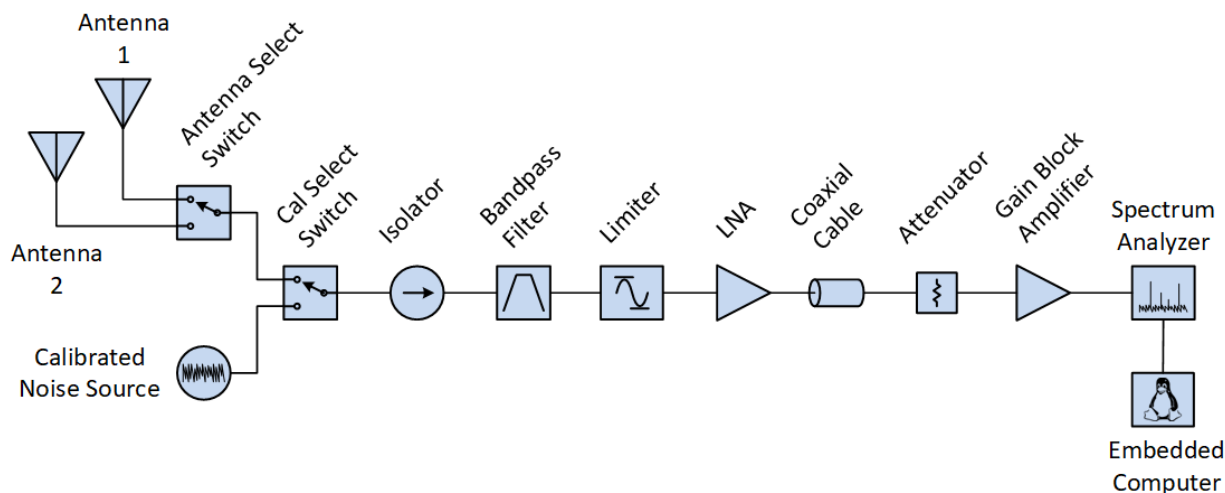 Antenna
1
Antenna Select
Switch
Antenna
2
Cal Select
Switch
Calibrated
Noise Source
Isolator
Bandpass
Filter
Limiter
LNA
Coaxial
Cable
Attenuator
Gain Block
Amplifier
Spectrum
Analyzer
Embedded
Computer